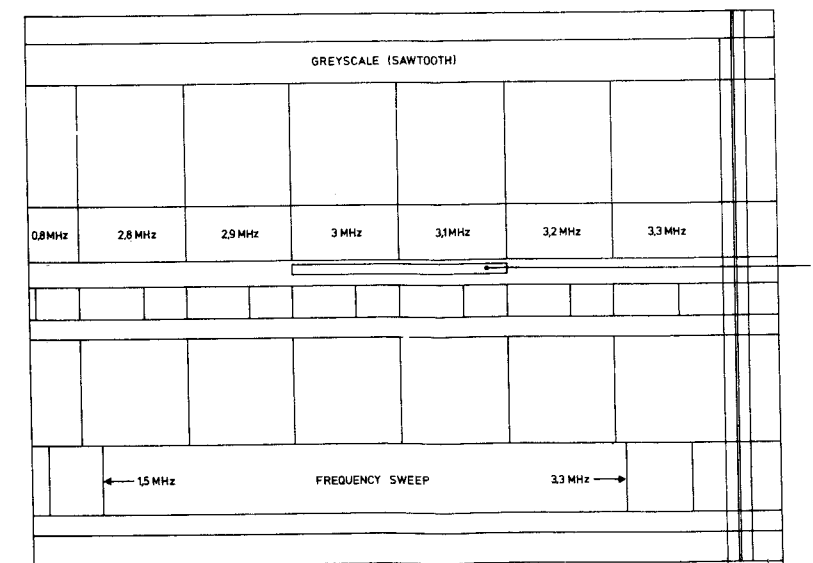 GREYSCALE (SAWTOOTH)
0,8 MHz 2,8 MHz 2,9 MHz 3 MHz 3,1 MHz 3,2 MHz 3,3 MHz
1,5 MHz FREQUENCY SWEEP 3,3 MHz